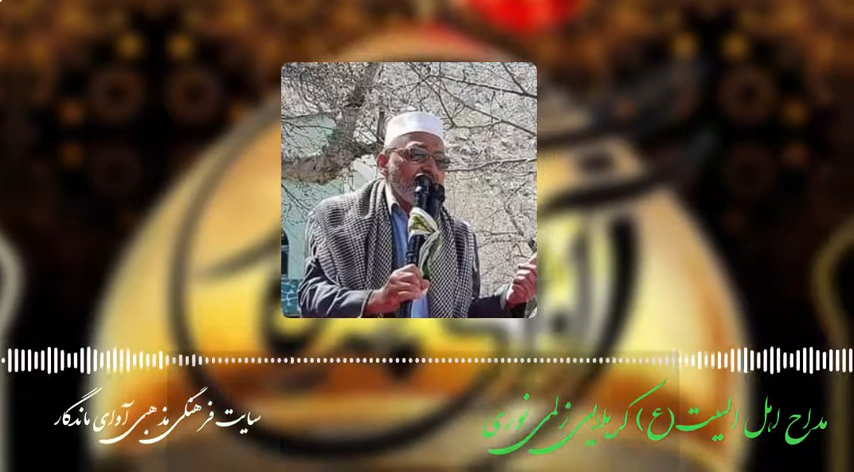 مداح اهل البیت (ع) کربلایی زلمی نوری
سایت فرهنگی مذهبی آوای ماندگار